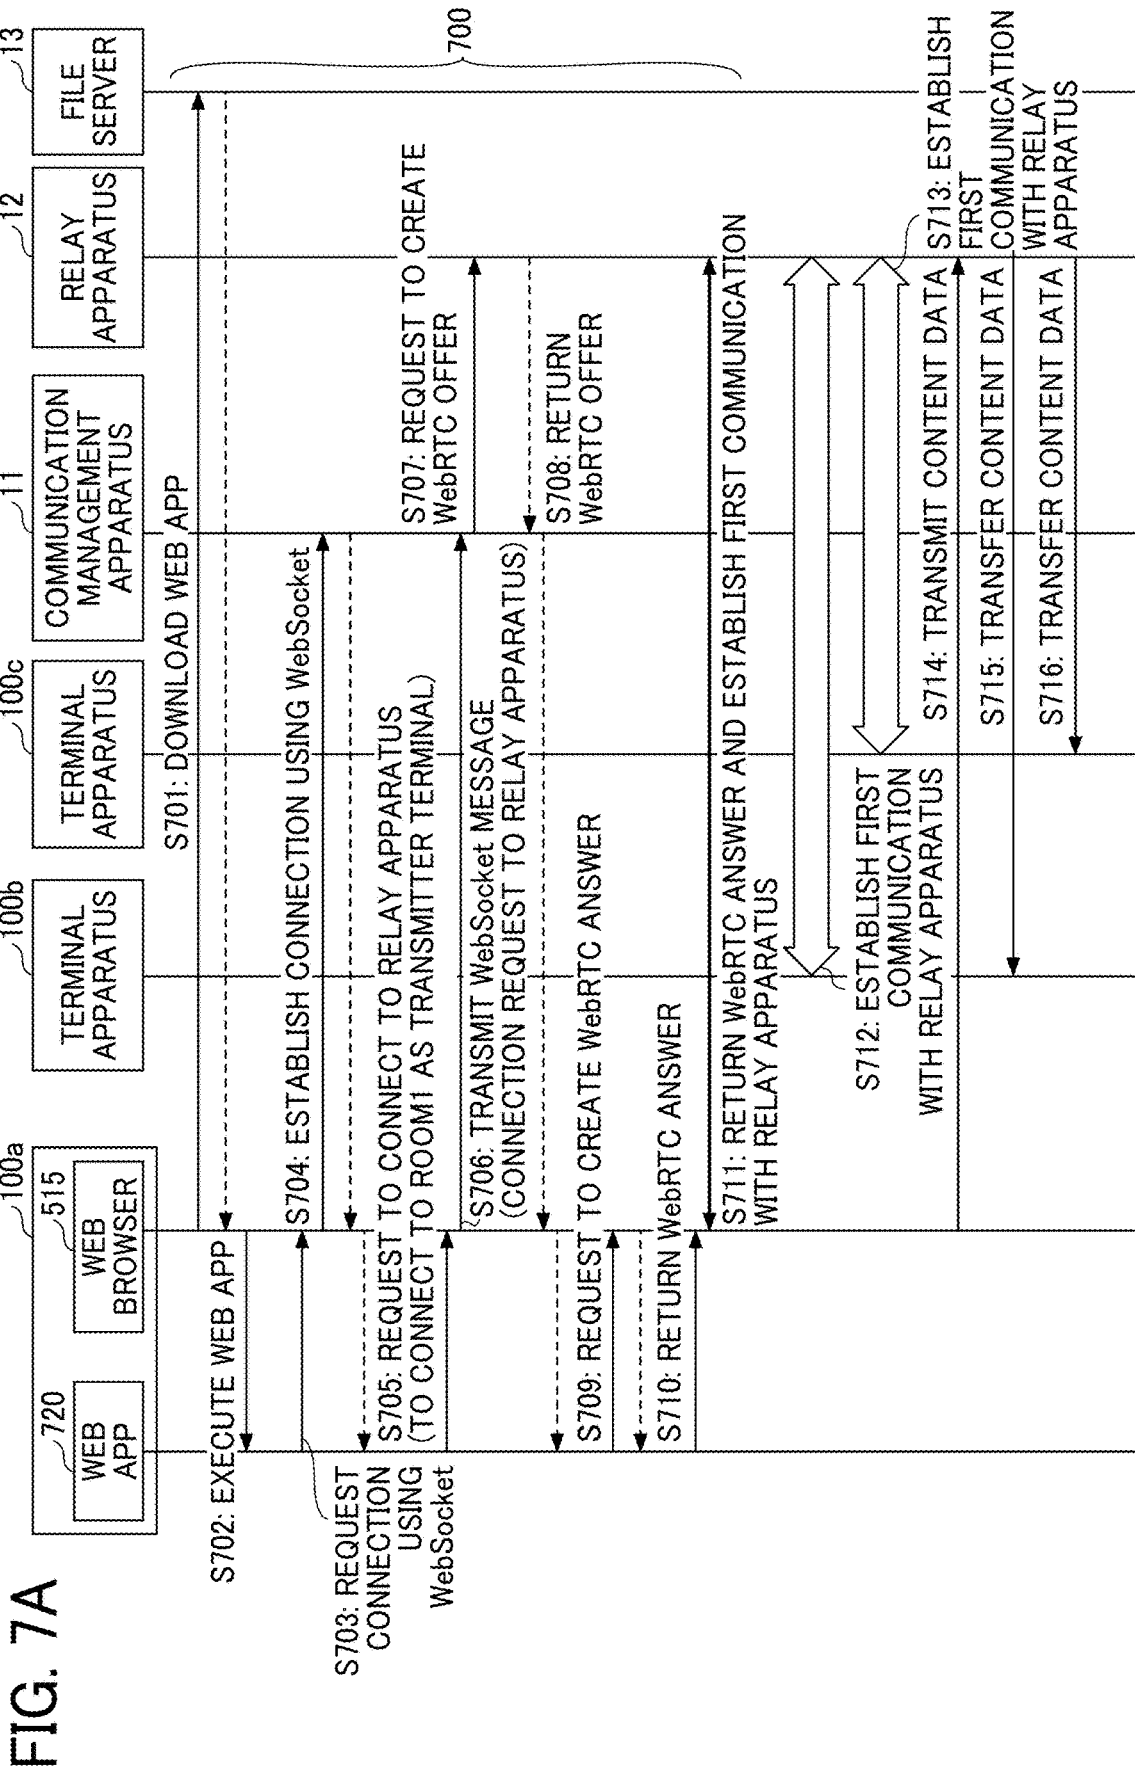 FIG. 7A
100a
720
WEB
APP
515
WEB
BROWSER
100b
TERMINAL
APPARATUS
100c
TERMINAL
APPARATUS
11
COMMUNICATION
MANAGEMENT
APPARATUS
12
RELAY
APPARATUS
13
FILE
SERVER
S701: DOWNLOAD WEB APP
S702: EXECUTE WEB APP
S703: REQUEST
CONNECTION
USING
WebSocket
S704: ESTABLISH CONNECTION USING WebSocket
S705: REQUEST TO CONNECT TO RELAY APPARATUS
(TO CONNECT TO ROOM1 AS TRANSMITTER TERMINAL)
S706: TRANSMIT WebSocket MESSAGE
(CONNECTION REQUEST TO RELAY APPARATUS)
S707: REQUEST TO CREATE
WebRTC OFFER
700
S708: RETURN
WebRTC OFFER
S709: REQUEST TO CREATE WebRTC ANSWER
S710: RETURN WebRTC ANSWER
S711: RETURN WebRTC ANSWER AND ESTABLISH FIRST COMMUNICATION
WITH RELAY APPARATUS
S712: ESTABLISH FIRST
COMMUNICATION
WITH RELAY APPARATUS
S713: ESTABLISH
FIRST
COMMUNICATION
WITH RELAY
APPARATUS
S714: TRANSMIT CONTENT DATA
S715: TRANSFER CONTENT DATA
S716: TRANSFER CONTENT DATA